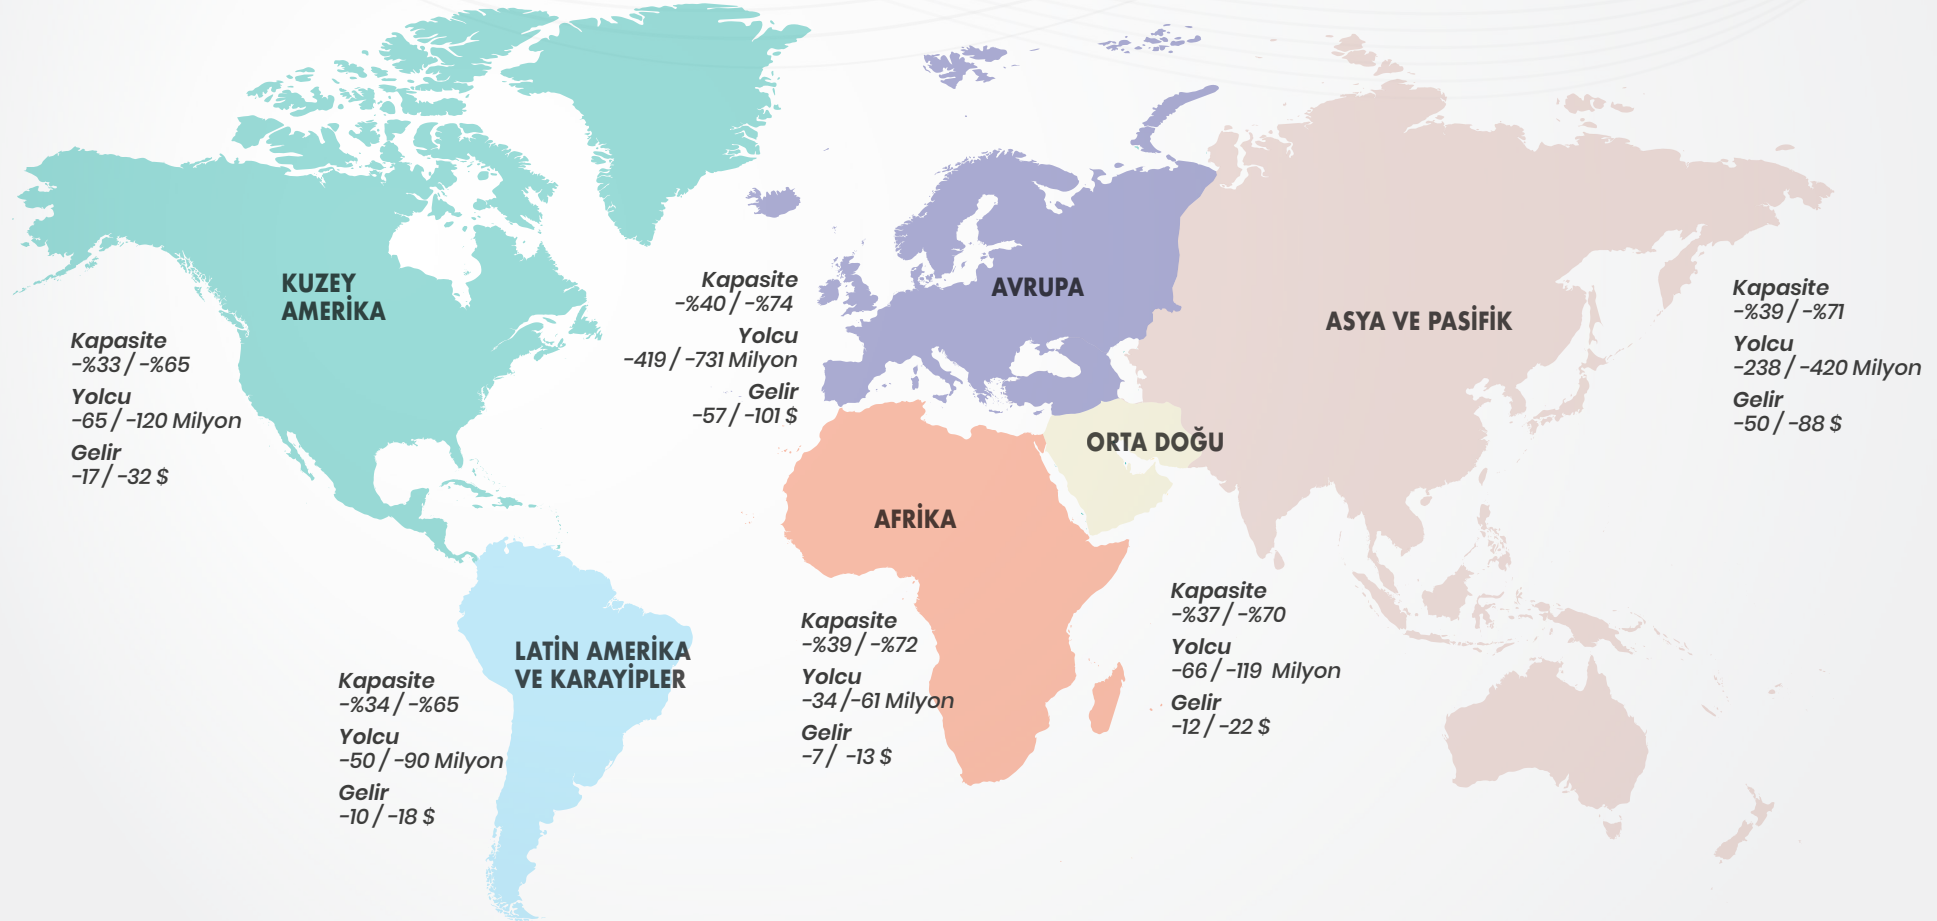 KUZEY
AMERİKA
Kapasite
-%33 / -%65
Yolcu
-65 / -120 Milyon
Gelir
-17 / -32 $
LATİN AMERİKA
VE KARAYİPLER
Kapasite
-%34 / -%65
Yolcu
-50 / -90 Milyon
Gelir
-10 / -18 $
AVRUPA
Kapasite
-%40 / -%74
Yolcu
-419 / -731 Milyon
Gelir
-57 / -101 $
AFRİKA
Kapasite
-%39 / -%72
Yolcu
-34 /-61 Milyon
Gelir
-7 / -13 $
ORTA DOĞU
Kapasite
-%37 / -%70
Yolcu
-66 / -119 Milyon
Gelir
-12 / -22 $
ASYA VE PASİFİK
Kapasite
-%39 / -%71
Yolcu
-238 / -420 Milyon
Gelir
-50 / -88 $